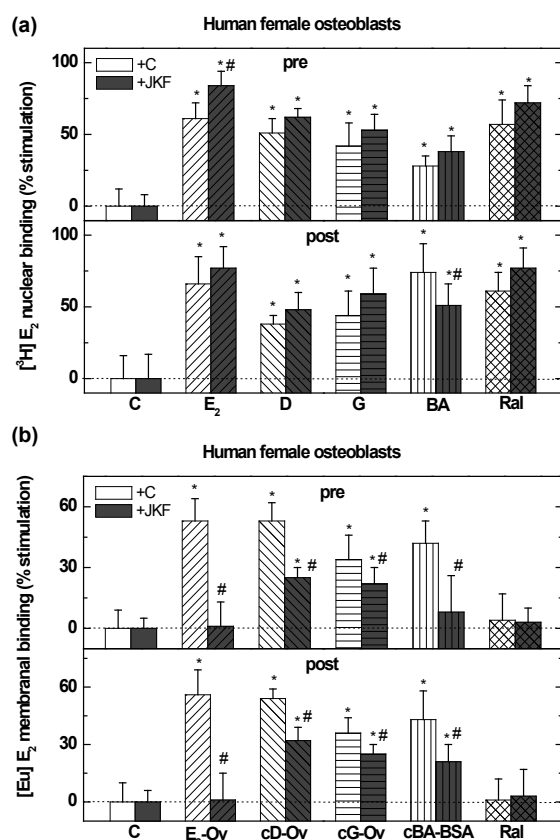 (a)
Human female osteoblasts
+C
+JKF
pre
[³H] E₂ nuclear binding (% stimulation)
100
50
0
* *# * * * * * * * *
post
100
50
0
* * * * * * * *# * *
C E₂ D G BA Ral
(b)
Human female osteoblasts
+C
+JKF
pre
[Eu] E₂ membranal binding (% stimulation)
60
30
0
* # * *# * *# * #
post
60
30
0
* # * *# * *# * *#
C E₂-Ov cD-Ov cG-Ov cBA-BSA Ral